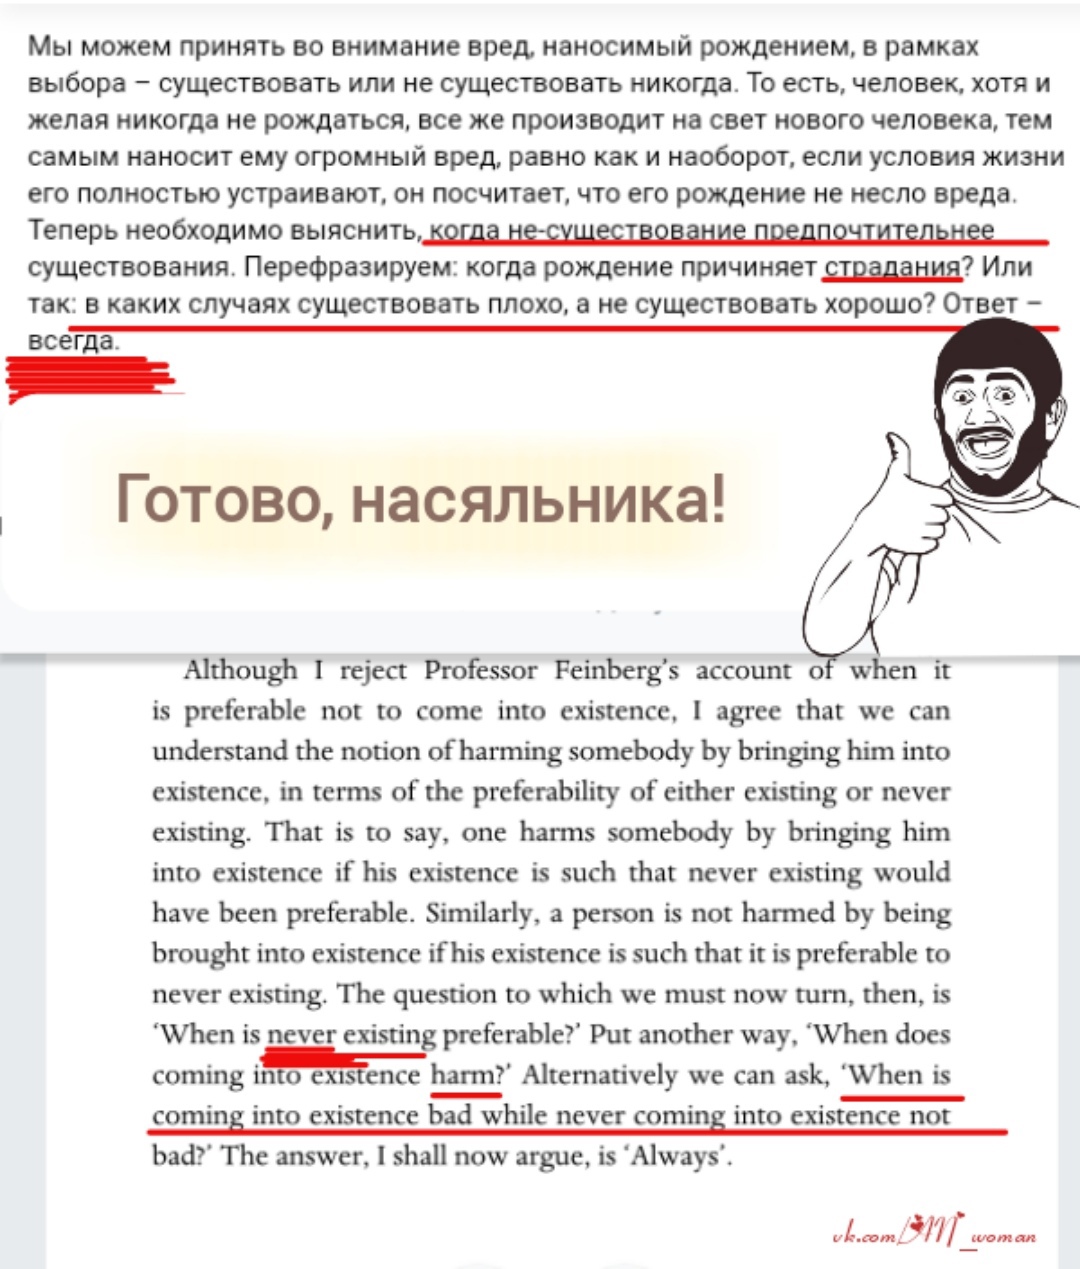 Мы можем принять во внимание вред, наносимый рождением, в рамках
выбора – существовать или не существовать никогда. То есть, человек, хотя и
желая никогда не рождаться, все же производит на свет нового человека, тем
самым наносит ему огромный вред, равно как и наоборот, если условия жизни
его полностью устраивают, он посчитает, что его рождение не несло вреда.
Теперь необходимо выяснить, когда не-существование предпочтительнее
существования. Перефразируем: когда рождение причиняет страдания? Или
так: в каких случаях существовать плохо, а не существовать хорошо? Ответ –
всегда.
Готово, насяльника!
Although I reject Professor Feinberg's account of when it
is preferable not to come into existence, I agree that we can
understand the notion of harming somebody by bringing him into
existence, in terms of the preferability of either existing or never
existing. That is to say, one harms somebody by bringing him
into existence if his existence is such that never existing would
have been preferable. Similarly, a person is not harmed by being
brought into existence if his existence is such that it is preferable to
never existing. The question to which we must now turn, then, is
‘When is never existing preferable?’ Put another way, ‘When does
coming into existence harm?’ Alternatively we can ask, ‘When is
coming into existence bad while never coming into existence not
bad?’ The answer, I shall now argue, is ‘Always’.